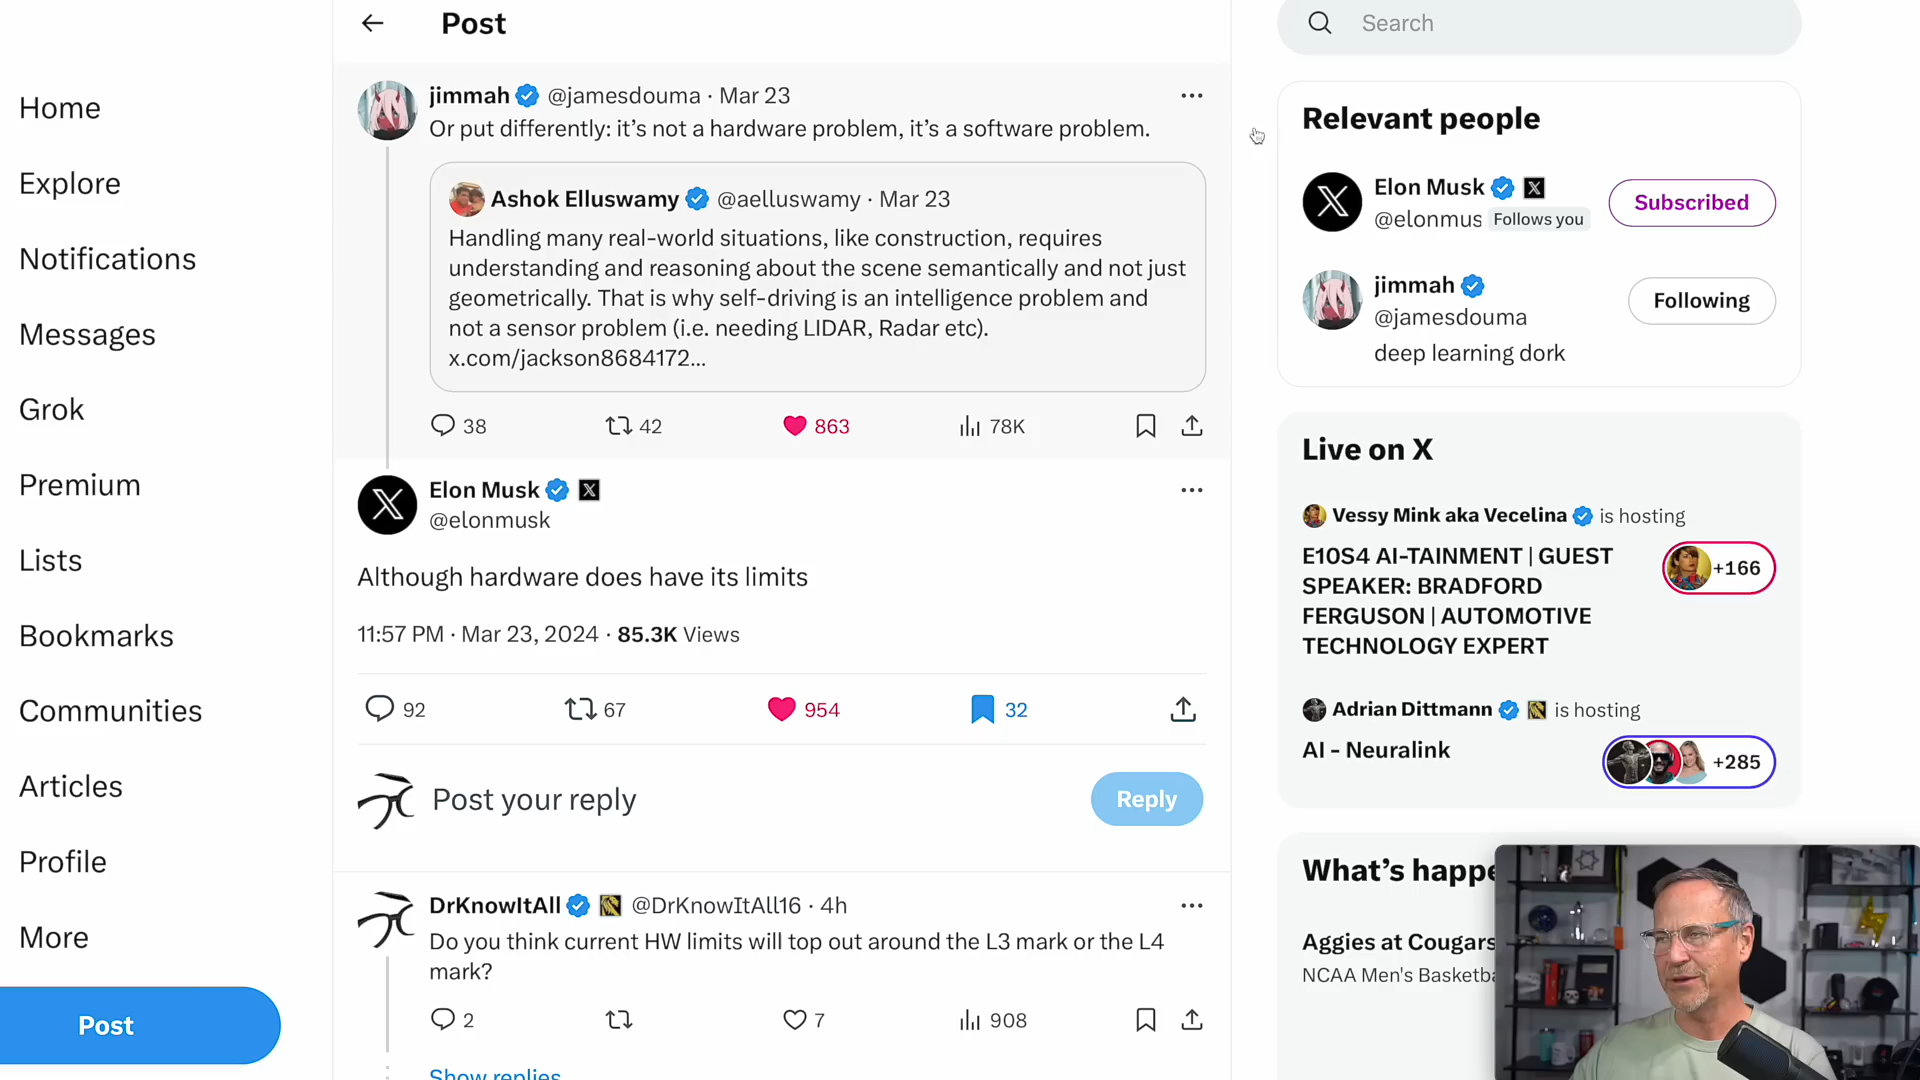 Post
Search
Home
Explore
Notifications
Messages
Grok
Premium
Lists
Bookmarks
Communities
Articles
Profile
More
Post
jimmah @jamesdouma · Mar 23
Or put differently: it’s not a hardware problem, it’s a software problem.
Ashok Elluswamy @aelluswamy · Mar 23
Handling many real-world situations, like construction, requires
understanding and reasoning about the scene semantically and not just
geometrically. That is why self-driving is an intelligence problem and
not a sensor problem (i.e. needing LIDAR, Radar etc).
x.com/jackson8684172...
38 42 863 78K
Elon Musk
@elonmusk
Although hardware does have its limits
11:57 PM · Mar 23, 2024 · 85.3K Views
92 67 954 32
Post your reply
Reply
DrKnowItAll @DrKnowItAll16 · 4h
Do you think current HW limits will top out around the L3 mark or the L4
mark?
2 7 908
Show replies
Relevant people
Elon Musk
@elonmus Follows you
Subscribed
jimmah
@jamesdouma
Following
deep learning dork
Live on X
Vessy Mink aka Vecelina is hosting
E10S4 AI-TAINMENT | GUEST
SPEAKER: BRADFORD
FERGUSON | AUTOMOTIVE
TECHNOLOGY EXPERT
+166
Adrian Dittmann is hosting
AI - Neuralink
+285
What’s happe
Aggies at Cougars
NCAA Men's Basketba